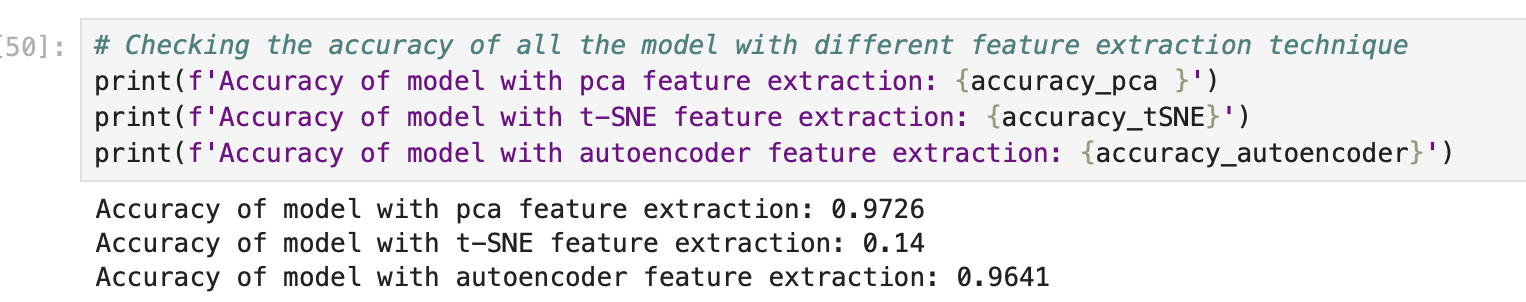 [50]: # Checking the accuracy of all the model with different feature extraction technique
print(f'Accuracy of model with pca feature extraction: {accuracy_pca }')
print(f'Accuracy of model with t-SNE feature extraction: {accuracy_tSNE}')
print(f'Accuracy of model with autoencoder feature extraction: {accuracy_autoencoder}')
Accuracy of model with pca feature extraction: 0.9726
Accuracy of model with t-SNE feature extraction: 0.14
Accuracy of model with autoencoder feature extraction: 0.9641